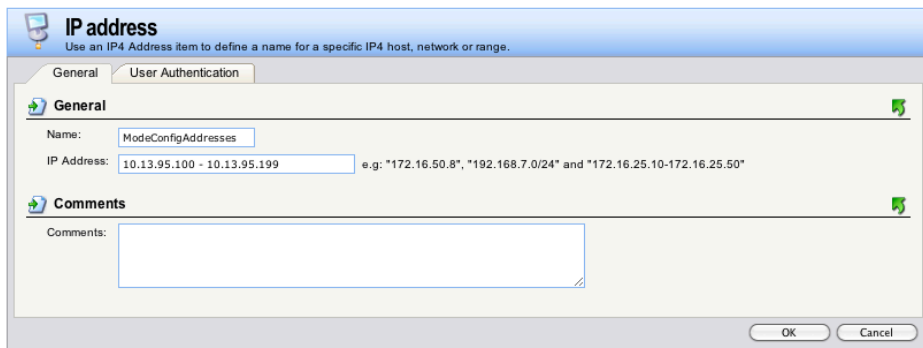 IP address
Use an IP4 Address item to define a name for a specific IP4 host, network or range.
General User Authentication
General
Name: ModeConfigAddresses
IP Address: 10.13.95.100 - 10.13.95.199 e.g: "172.16.50.8", "192.168.7.0/24" and "172.16.25.10-172.16.25.50"
Comments
Comments:
OK Cancel